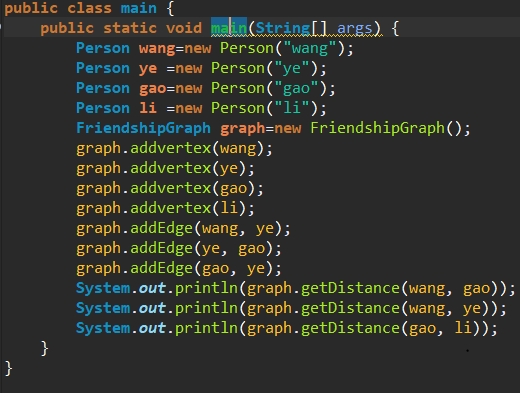 public class main {
    public static void main(String[] args) {
        Person wang=new Person("wang");
        Person ye =new Person("ye");
        Person gao=new Person("gao");
        Person li =new Person("li");
        FriendshipGraph graph=new FriendshipGraph();
        graph.addvertex(wang);
        graph.addvertex(ye);
        graph.addvertex(gao);
        graph.addvertex(li);
        graph.addEdge(wang, ye);
        graph.addEdge(ye, gao);
        graph.addEdge(gao, ye);
        System.out.println(graph.getDistance(wang, gao));
        System.out.println(graph.getDistance(wang, ye));
        System.out.println(graph.getDistance(gao, li));
    }
}